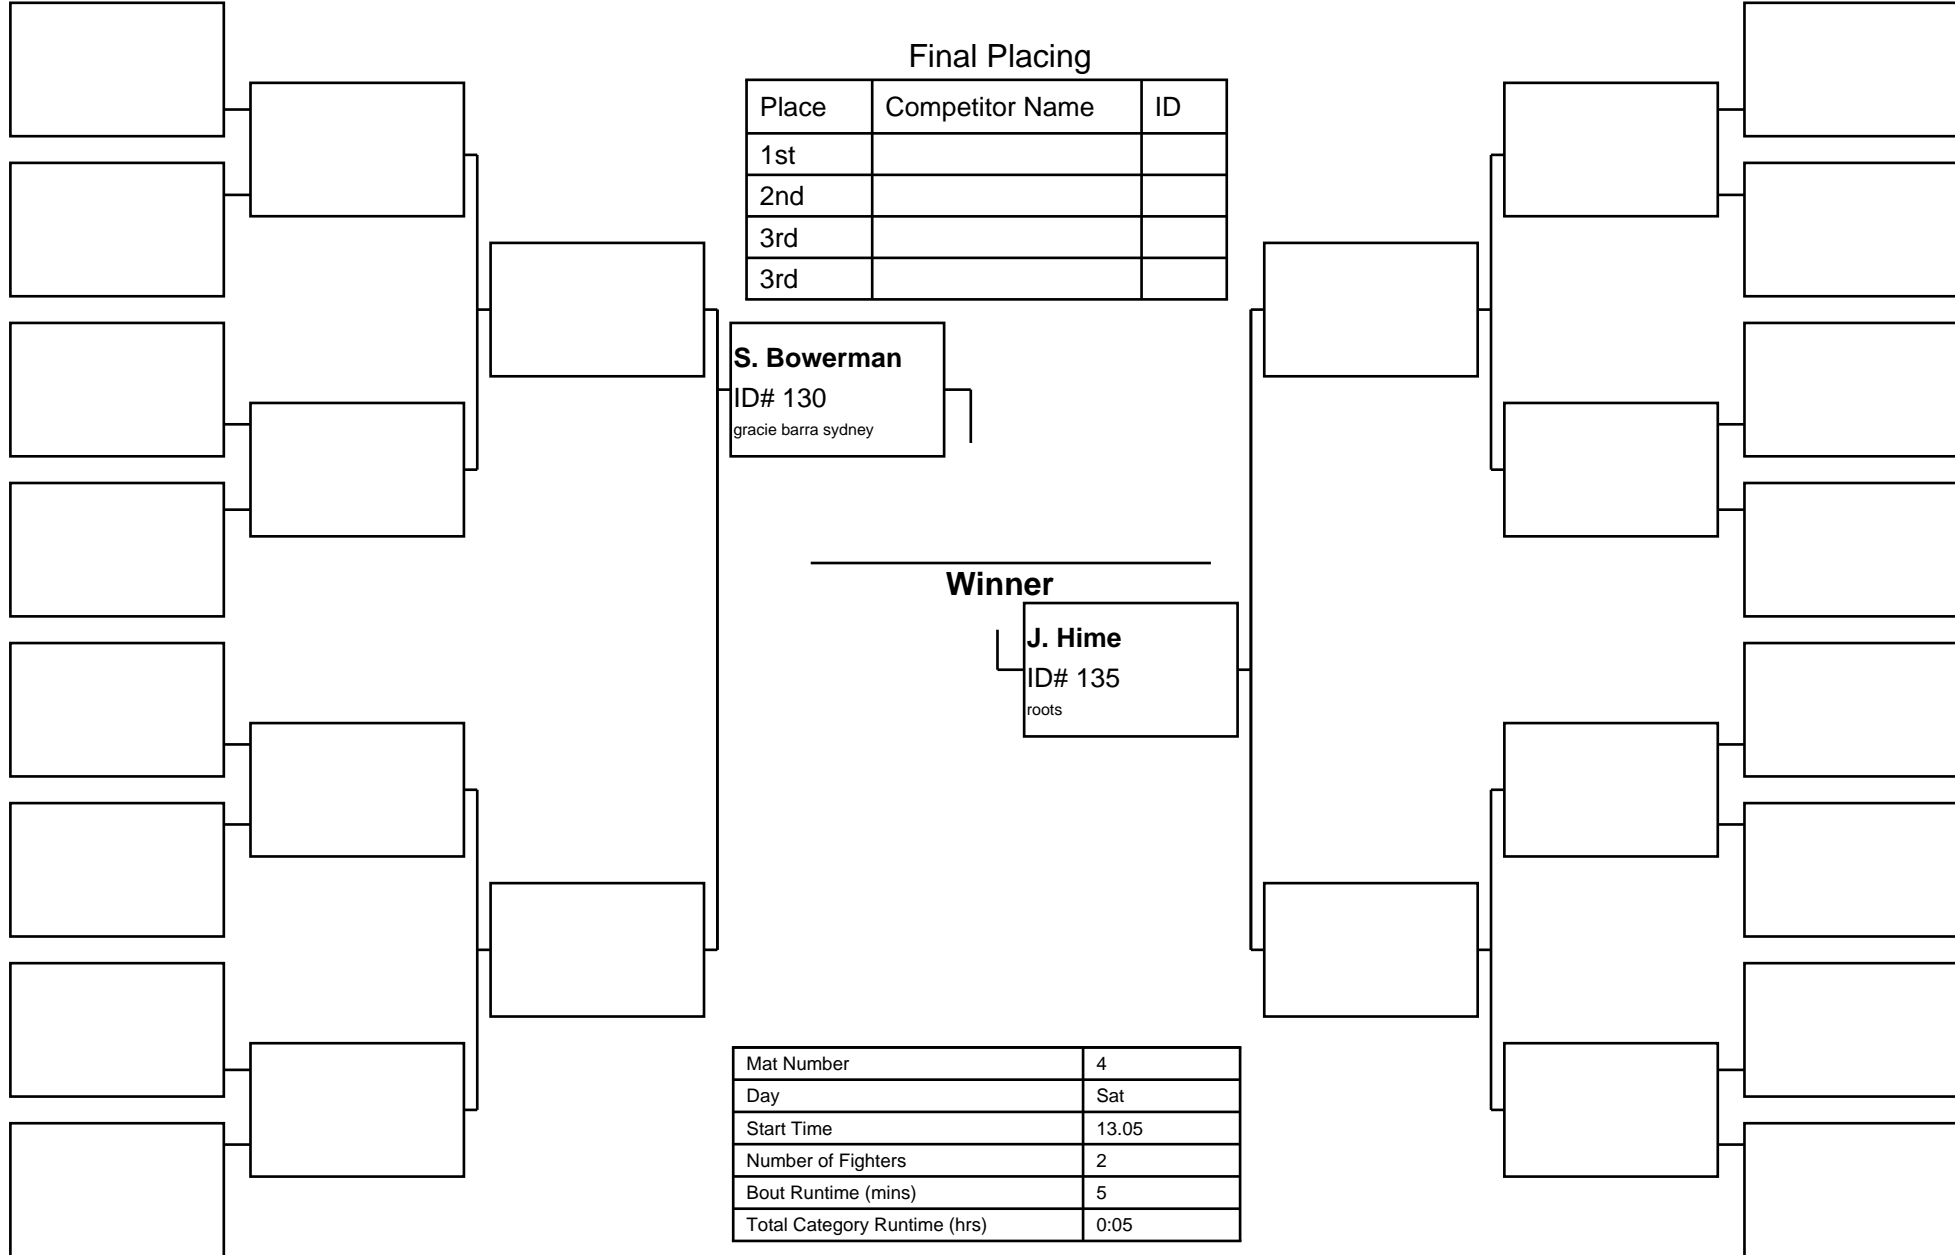 Final Placing
Place Competitor Name ID
1st
2nd
3rd
3rd
S. Bowerman
ID# 130
gracie barra sydney
Winner
J. Hime
ID# 135
roots
Mat Number 4
Day Sat
Start Time 13.05
Number of Fighters 2
Bout Runtime (mins) 5
Total Category Runtime (hrs) 0:05